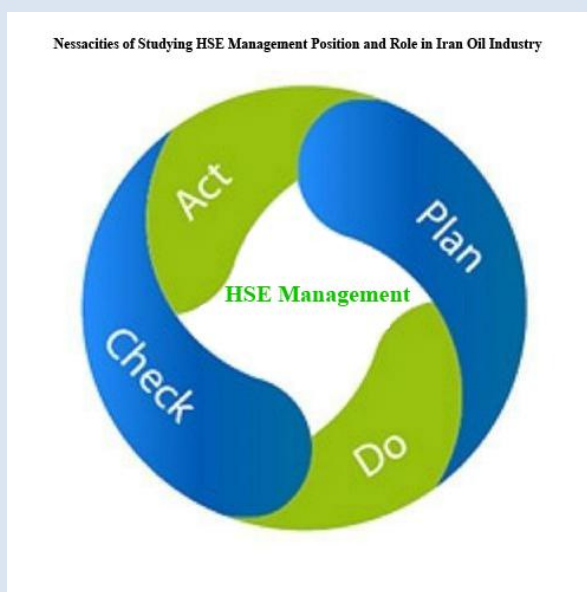 Nessacities of Studying HSE Management Position and Role in Iran Oil Industry
Act
Plan
HSE Management
Check
Do